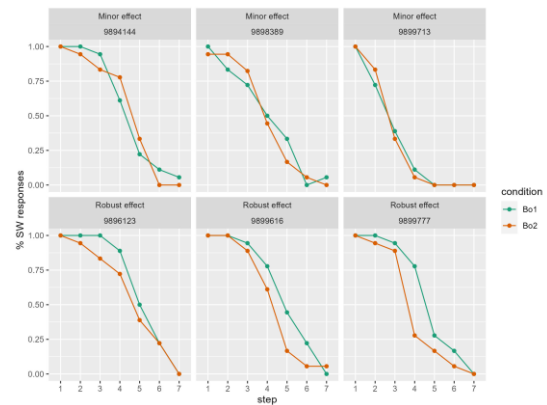 Minor effect Minor effect Minor effect
9894144 9898389 9899713
1.00
0.75
0.50
0.25
0.00
Robust effect Robust effect Robust effect
9896123 9899616 9899777
1.00
0.75
0.50
0.25
0.00
1 2 3 4 5 6 7 1 2 3 4 5 6 7 1 2 3 4 5 6 7
step
% SW responses
condition
Bo1
Bo2